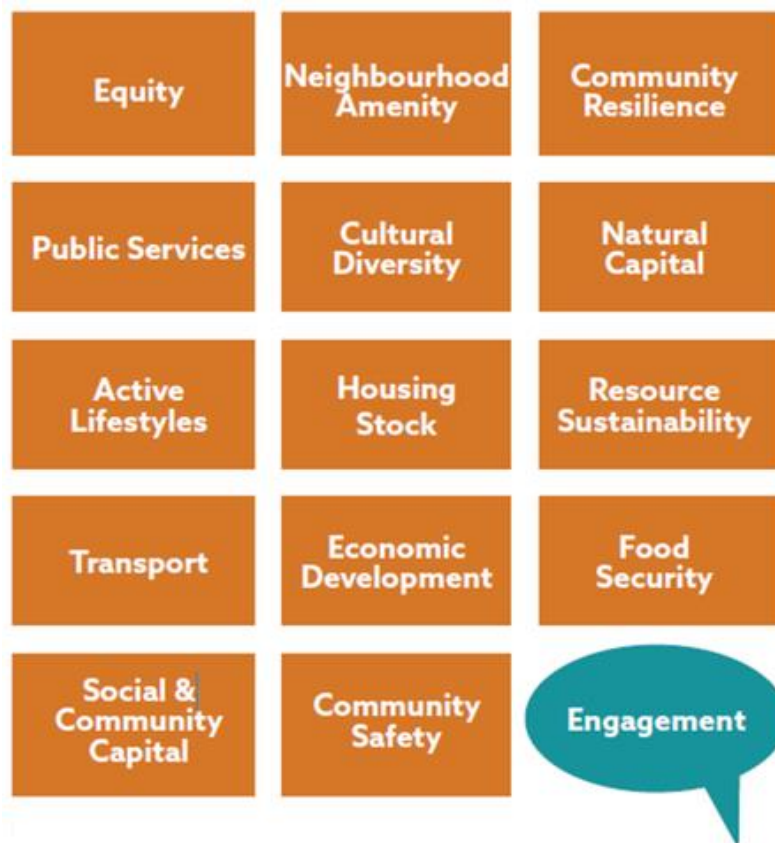 Equity
Neighbourhood
Amenity
Community
Resilience
Public Services
Cultural
Diversity
Natural
Capital
Active
Lifestyles
Housing
Stock
Resource
Sustainability
Transport
Economic
Development
Food
Security
Social &
Community
Capital
Community
Safety
Engagement